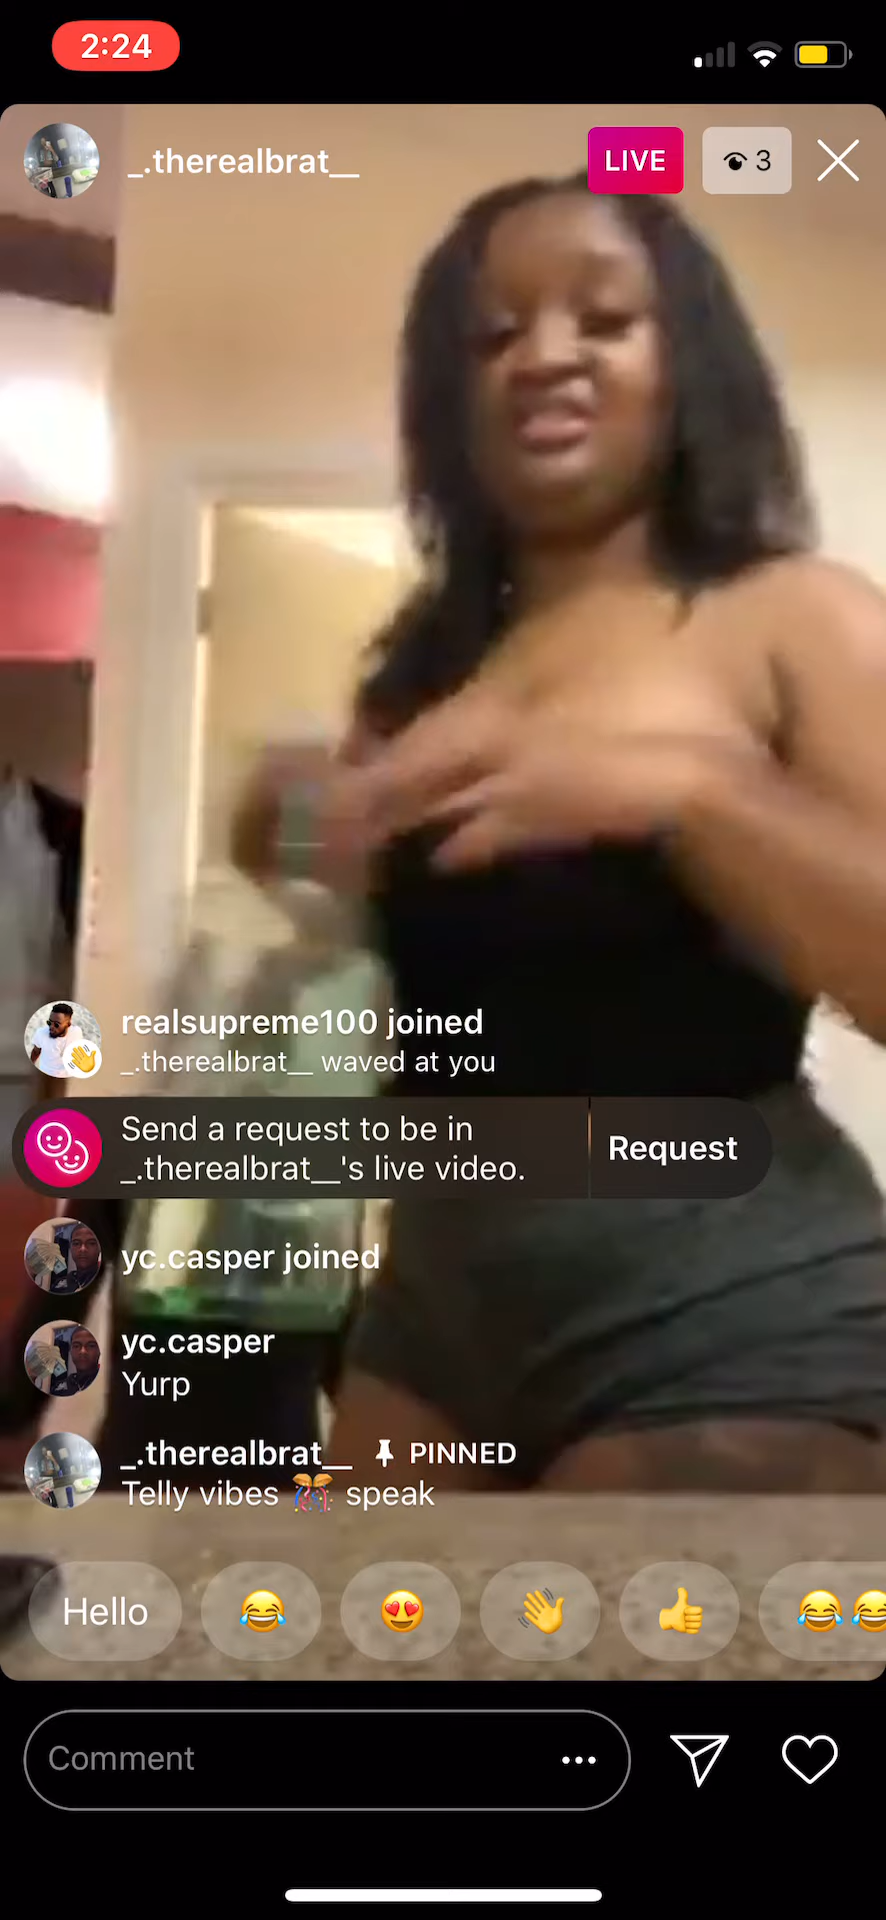 2:24
_.therealbrat__
LIVE
3
realsupreme100 joined
_.therealbrat__ waved at you
Send a request to be in
_.therealbrat__'s live video.
Request
yc.casper joined
yc.casper
Yurp
_.therealbrat__ PINNED
Telly vibes 🎊 speak
Hello 😂 😍 👋 👍 😂😂
Comment